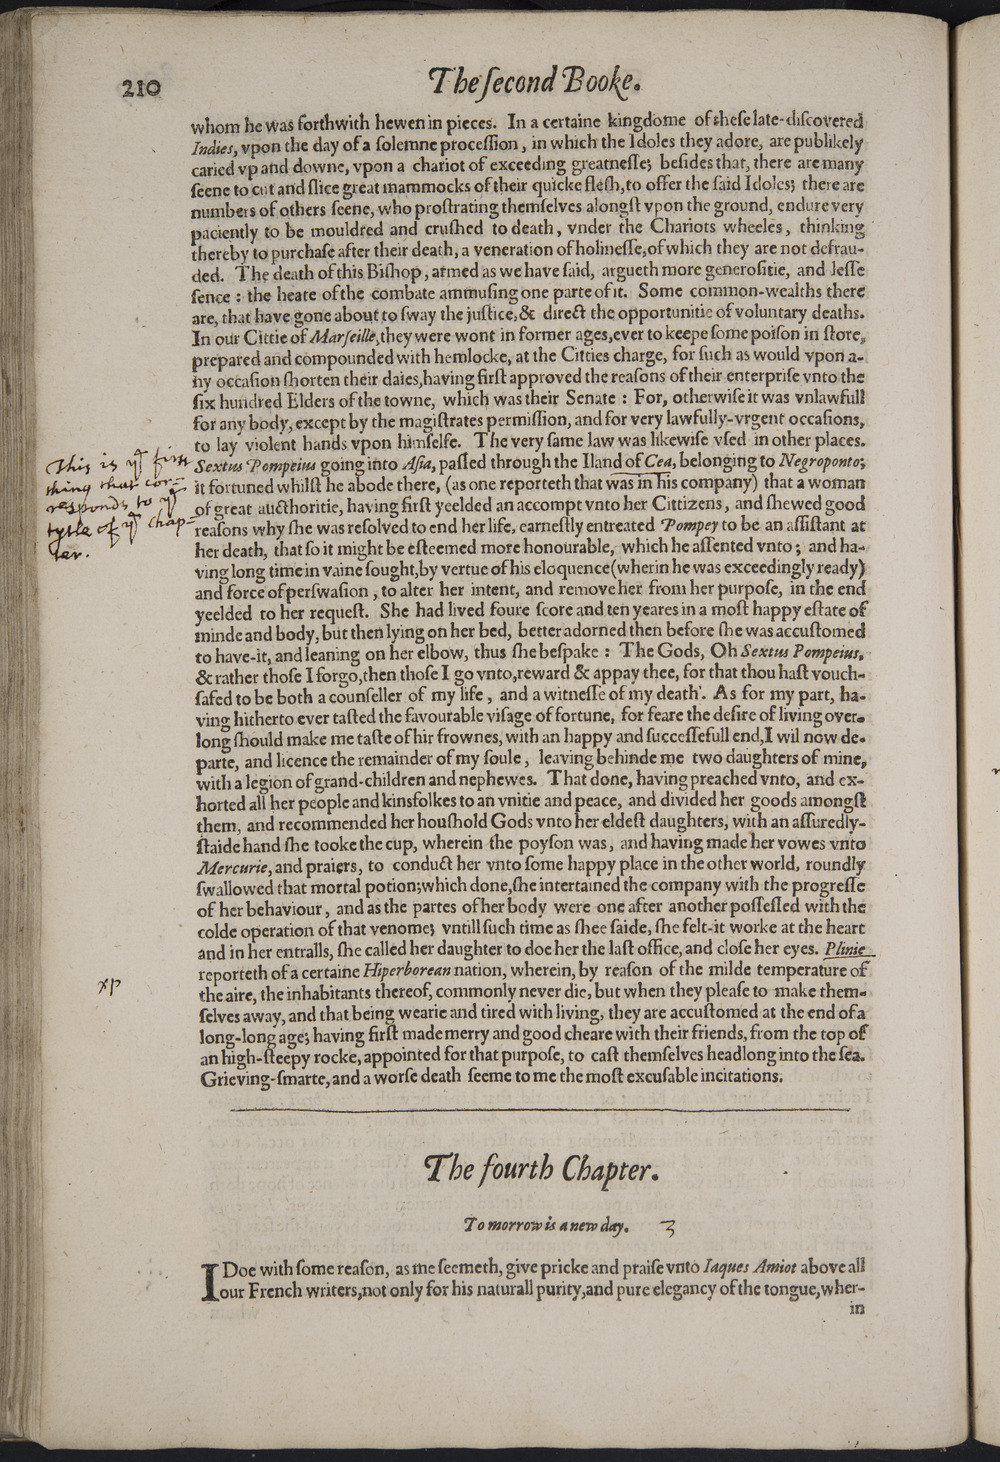 210
The ſecond Booke.
whom he was forthwith hewen in pieces. In a certaine kingdome of theſe late-diſcovered
Indies, vpon the day of a ſolemne proceſſion, in which the Idoles they adore, are publikely
caried vp and downe, vpon a chariot of exceeding greatneſſe; beſides that, there are many
ſeene to cut and ſlice great mammocks of their quicke fleſh, to offer the ſaid Idoles; there are
numbers of others ſeene, who proſtrating themſelves alongſt vpon the ground, endure very
paciently to be mouldred and cruſhed to death, vnder the Chariots wheeles, thinking
thereby to purchaſe after their death, a veneration of holineſſe, of which they are not defrau-
ded. The death of this Biſhop, armed as we have ſaid, argueth more generoſitie, and leſſe
ſence : the heate of the combate ammuſing one parte of it. Some common-wealths there
are, that have gone about to ſway the juſtice, & direct the opportunitie of voluntary deaths.
In our Cittie of Marſeille, they were wont in former ages, ever to keepe ſome poiſon in ſtore,
prepared and compounded with hemlocke, at the Citties charge, for ſuch as would vpon a-
ny occaſion ſhorten their daies, having firſt approved the reaſons of their enterpriſe vnto the
ſix hundred Elders of the towne, which was their Senate : For, otherwiſe it was vnlawfull
for any body, except by the magiſtrates permiſſion, and for very lawfully-vrgent occaſions,
to lay violent hands vpon himſelfe. The very ſame law was likewiſe vſed in other places.
Sextus Pompeius going into Aſia, paſſed through the Iland of Cea, belonging to Negroponto;
it fortuned whilſt he abode there, (as one reporteth that was in his company) that a woman
of great aucthoritie, having firſt yeelded an accompt vnto her Cittizens, and ſhewed good
reaſons why ſhe was reſolved to end her life, earneſtly entreated Pompey to be an aſſiſtant at
her death, that ſo it might be eſteemed more honourable, which he aſſented vnto ; and ha-
ving long time in vaine ſought, by vertue of his eloquence (wherin he was exceedingly ready)
and force of perſwaſion, to alter her intent, and remove her from her purpoſe, in the end
yeelded to her requeſt. She had lived foure ſcore and ten yeares in a moſt happy eſtate of
minde and body, but then lying on her bed, better adorned then before ſhe was accuſtomed
to have-it, and leaning on her elbow, thus ſhe beſpake : The Gods, Oh Sextus Pompeius,
& rather thoſe I forgo, then thoſe I go vnto, reward & appay thee, for that thou haſt vouch-
ſafed to be both a counſeller of my life, and a witneſſe of my death. As for my part, ha-
ving hitherto ever taſted the favourable viſage of fortune, for feare the deſire of living over-
long ſhould make me taſte of hir frownes, with an happy and ſucceſſefull end, I wil now de-
parte, and licence the remainder of my ſoule, leaving behinde me two daughters of mine,
with a legion of grand-children and nephewes. That done, having preached vnto, and ex-
horted all her people and kinsfolkes to an vnitie and peace, and divided her goods amongſt
them, and recommended her houſhold Gods vnto her eldeſt daughters, with an aſſuredly-
ſtaide hand ſhe tooke the cup, wherein the poyſon was, and having made her vowes vnto
Mercurie, and praiers, to conduct her vnto ſome happy place in the other world, roundly
ſwallowed that mortal potion; which done, ſhe intertained the company with the progreſſe
of her behaviour, and as the partes of her body were one after another poſſeſſed with the
colde operation of that venome; vntill ſuch time as ſhee ſaide, ſhe felt-it worke at the heart
and in her entralls, ſhe called her daughter to doe her the laſt office, and cloſe her eyes. Plinie
reporteth of a certaine Hiperborean nation, wherein, by reaſon of the milde temperature of
the aire, the inhabitants thereof, commonly never die, but when they pleaſe to make them-
ſelves away, and that being wearie and tired with living, they are accuſtomed at the end of a
long-long age; having firſt made merry and good cheare with their friends, from the top of
an high-ſteepy rocke, appointed for that purpoſe, to caſt themſelves headlong into the ſea.
Grieving-ſmarte, and a worſe death ſeeme to me the moſt excuſable incitations.
This is yͤ firſt
thing that cor=
responds to yͤ
tytle of yͤ chap=
ter.
The fourth Chapter.
To morrow is a new day. 3
I Doe with ſome reaſon, as me ſeemeth, give pricke and praiſe vnto Iaques Amiot above all
our French writers, not only for his naturall purity, and pure elegancy of the tongue, wher-
in